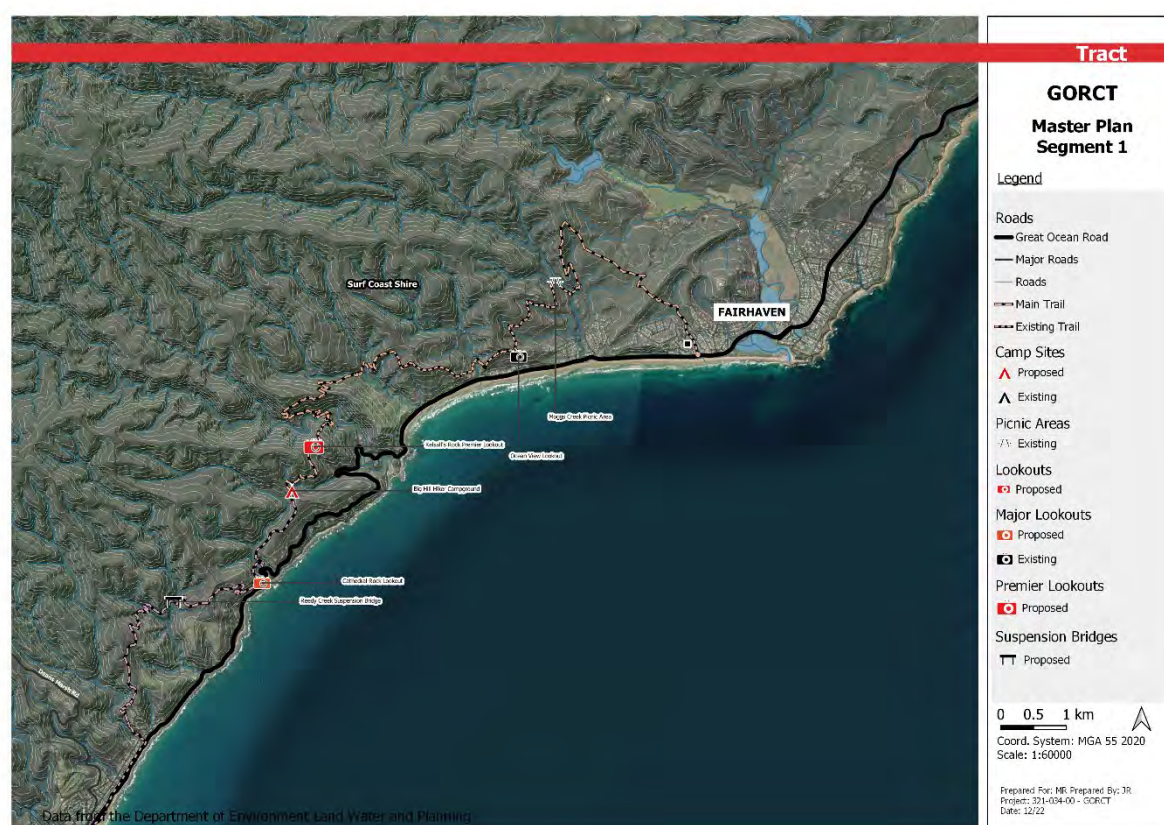 Tract
GORCT
Master Plan
Segment 1
Legend
Roads
Great Ocean Road
Major Roads
Roads
Main Trail
Existing Trail
Camp Sites
Proposed
Existing
Picnic Areas
Existing
Lookouts
Proposed
Major Lookouts
Proposed
Existing
Premier Lookouts
Proposed
Suspension Bridges
Proposed
0 0.5 1 km
Coord. System: MGA 55 2020
Scale: 1:60000
Prepared For: MR Prepared By: JR
Project: 321-034-00 - GORCT
Date: 12/22
Surf Coast Shire
FAIRHAVEN
Moggs Creek Picnic Area
Kelsall's Rock Premier Lookout
Ocean View Lookout
Big Hill Hiker Campground
Cathedral Rock Lookout
Reedy Creek Suspension Bridge
Data from the Department of Environment Land Water and Planning